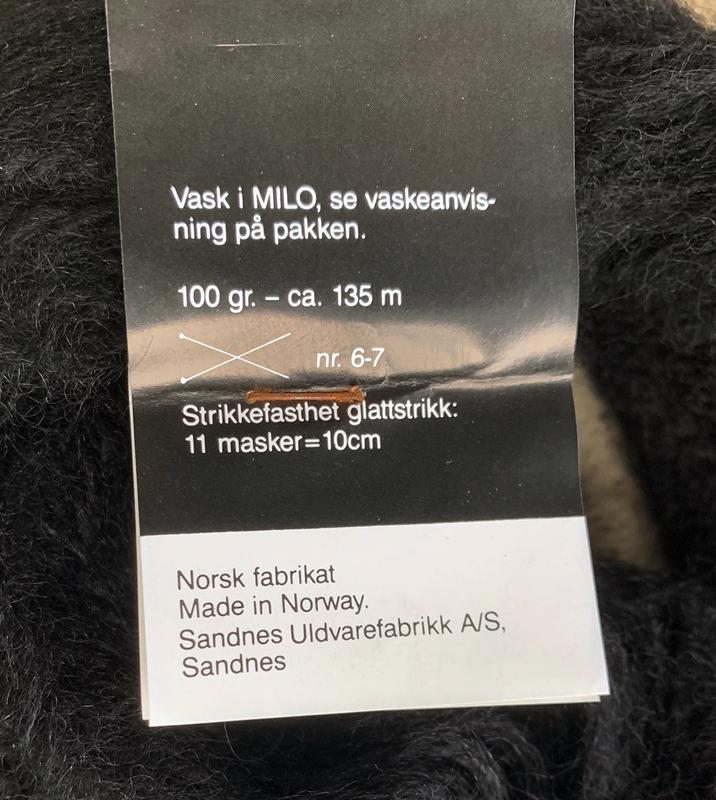 Vask i MILO, se vaskeanvis-
ning på pakken.
100 gr. – ca. 135 m
nr. 6-7
Strikkefasthet glattstrikk:
11 masker=10cm
Norsk fabrikat
Made in Norway.
Sandnes Uldvarefabrikk A/S,
Sandnes